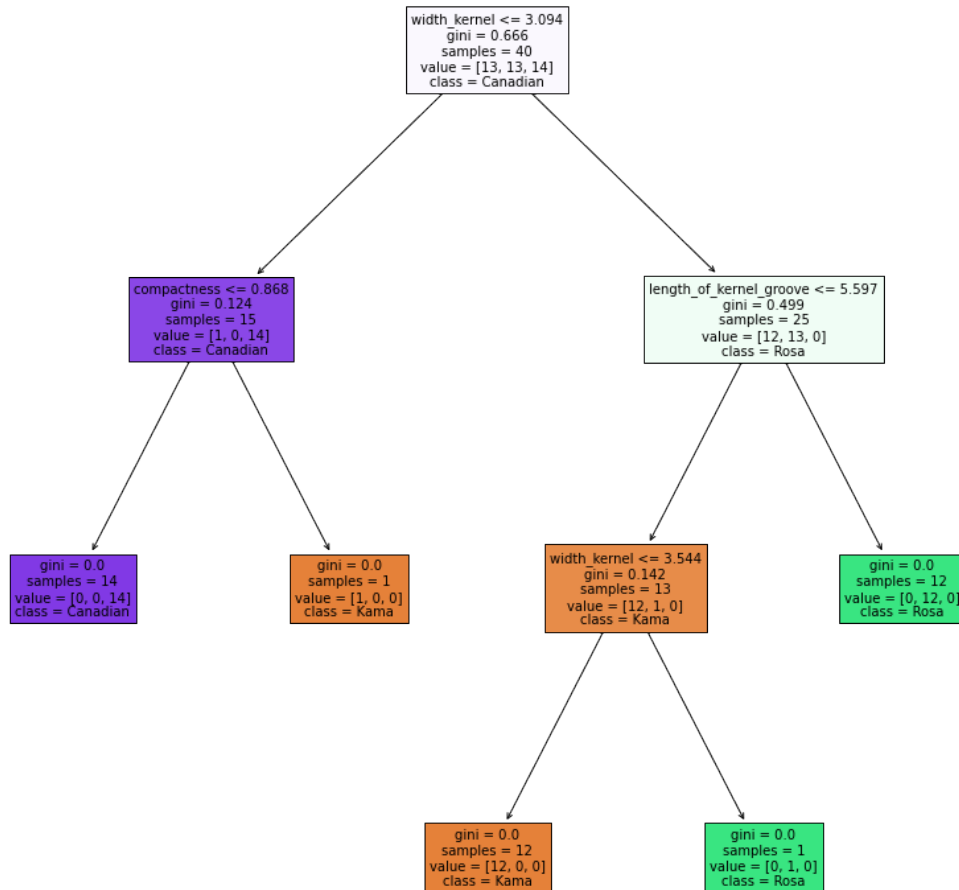 width_kernel <= 3.094
gini = 0.666
samples = 40
value = [13, 13, 14]
class = Canadian
compactness <= 0.868
gini = 0.124
samples = 15
value = [1, 0, 14]
class = Canadian
length_of_kernel_groove <= 5.597
gini = 0.499
samples = 25
value = [12, 13, 0]
class = Rosa
gini = 0.0
samples = 14
value = [0, 0, 14]
class = Canadian
gini = 0.0
samples = 1
value = [1, 0, 0]
class = Kama
width_kernel <= 3.544
gini = 0.142
samples = 13
value = [12, 1, 0]
class = Kama
gini = 0.0
samples = 12
value = [0, 12, 0]
class = Rosa
gini = 0.0
samples = 12
value = [12, 0, 0]
class = Kama
gini = 0.0
samples = 1
value = [0, 1, 0]
class = Rosa